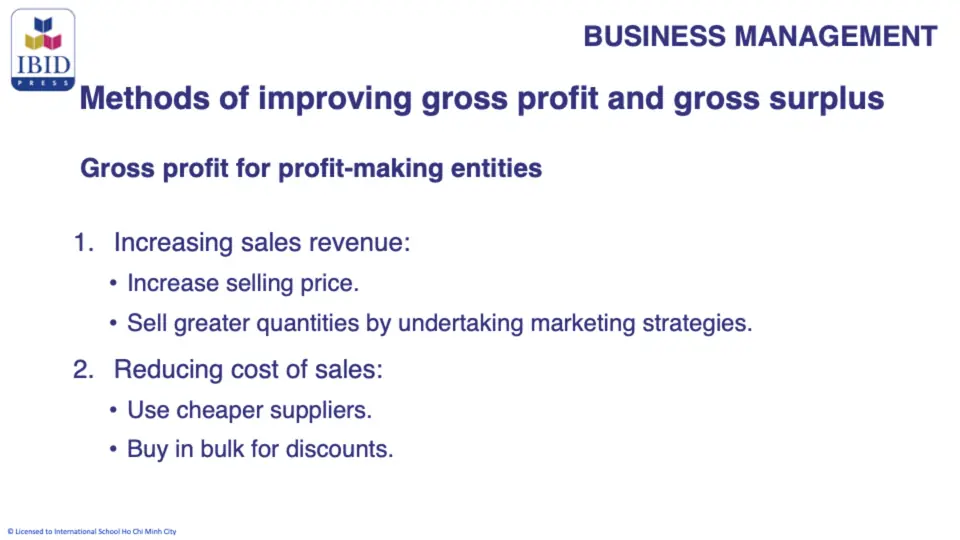 IBID
PRESS
BUSINESS MANAGEMENT
Methods of improving gross profit and gross surplus
Gross profit for profit-making entities
1. Increasing sales revenue:
• Increase selling price.
• Sell greater quantities by undertaking marketing strategies.
2. Reducing cost of sales:
• Use cheaper suppliers.
• Buy in bulk for discounts.
© Licensed to International School Ho Chi Minh City